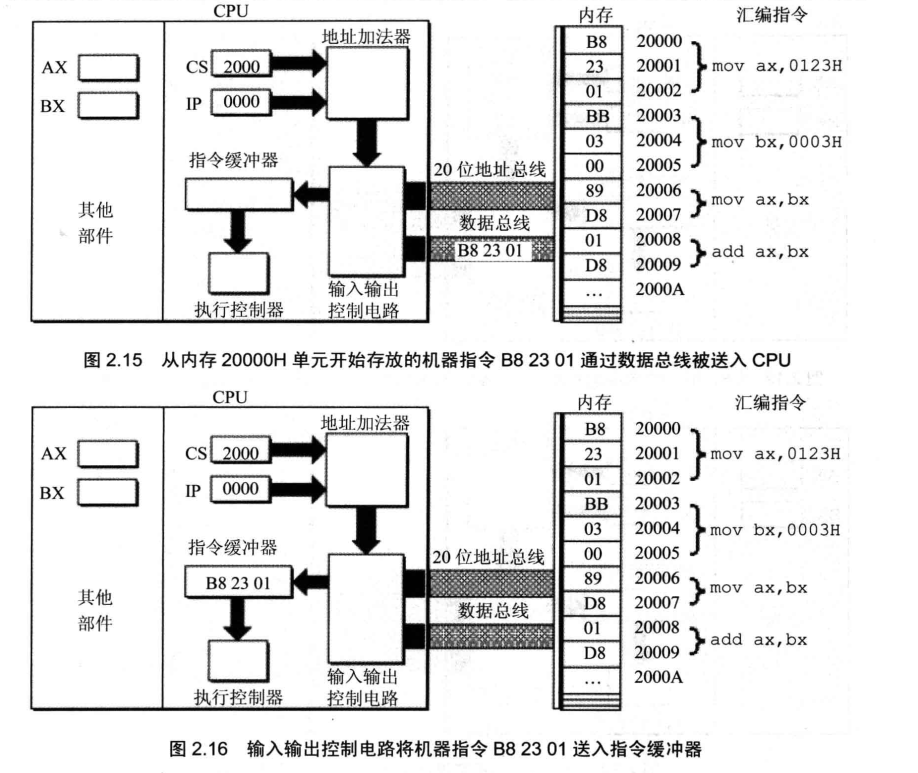 CPU
内存
汇编指令
地址加法器
B8 20000
AX
CS 2000
23 20001 mov ax,0123H
01 20002
BX
IP 0000
BB 20003
03 20004 mov bx,0003H
指令缓冲器
20 位地址总线
00 20005
89 20006 mov ax,bx
其他
部件
数据总线
D8 20007
B8 23 01
01 20008 add ax,bx
D8 20009
执行控制器
输入输出
控制电路
… 2000A
图 2.15 从内存 20000H 单元开始存放的机器指令 B8 23 01 通过数据总线被送入 CPU
CPU
内存
汇编指令
地址加法器
B8 20000
AX
CS 2000
23 20001 mov ax,0123H
01 20002
BX
IP 0000
BB 20003
03 20004 mov bx,0003H
指令缓冲器
20 位地址总线
00 20005
B8 23 01
89 20006 mov ax,bx
其他
部件
数据总线
D8 20007
01 20008 add ax,bx
D8 20009
执行控制器
输入输出
控制电路
… 2000A
图 2.16 输入输出控制电路将机器指令 B8 23 01 送入指令缓冲器